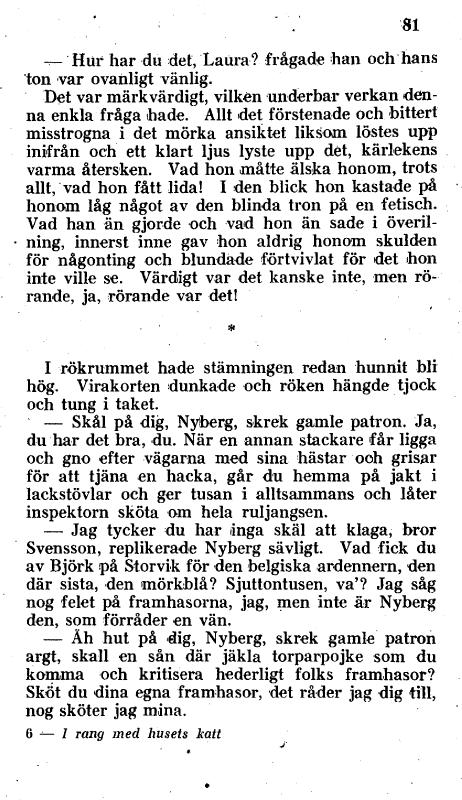 81
— Hur har du det, Laura? frågade han och hans
ton var ovanligt vänlig.
Det var märkvärdigt, vilken underbar verkan den-
na enkla fråga hade. Allt det förstenade och bittert
misstrogna i det mörka ansiktet liksom löstes upp
inifrån och ett klart ljus lyste upp det, kärlekens
varma återsken. Vad hon måtte älska honom, trots
allt, vad hon fått lida! I den blick hon kastade på
honom låg något av den blinda tron på en fetisch.
Vad han än gjorde och vad hon än sade i överil-
ning, innerst inne gav hon aldrig honom skulden
för någonting och blundade förtvivlat för det hon
inte ville se. Värdigt var det kanske inte, men rö-
rande, ja, rörande var det!
*
I rökrummet hade stämningen redan hunnit bli
hög. Virakorten dunkade och röken hängde tjock
och tung i taket.
— Skål på dig, Nyberg, skrek gamle patron. Ja,
du har det bra, du. När en annan stackare får ligga
och gno efter vägarna med sina hästar och grisar
för att tjäna en hacka, går du hemma på jakt i
lackstövlar och ger tusan i alltsammans och låter
inspektorn sköta om hela ruljangsen.
— Jag tycker du har inga skäl att klaga, bror
Svensson, replikerade Nyberg sävligt. Vad fick du
av Björk på Storvik för den belgiska ardennern, den
där sista, den mörkblå? Sjuttontusen, va'? Jag såg
nog felet på framhasorna, jag, men inte är Nyberg
den, som förråder en vän.
— Äh hut på dig, Nyberg, skrek gamle patron
argt, skall en sån där jäkla torparpojke som du
komma och kritisera hederligt folks framhasor?
Sköt du dina egna framhasor, det råder jag dig till,
nog sköter jag mina.
6 — I rang med husets katt